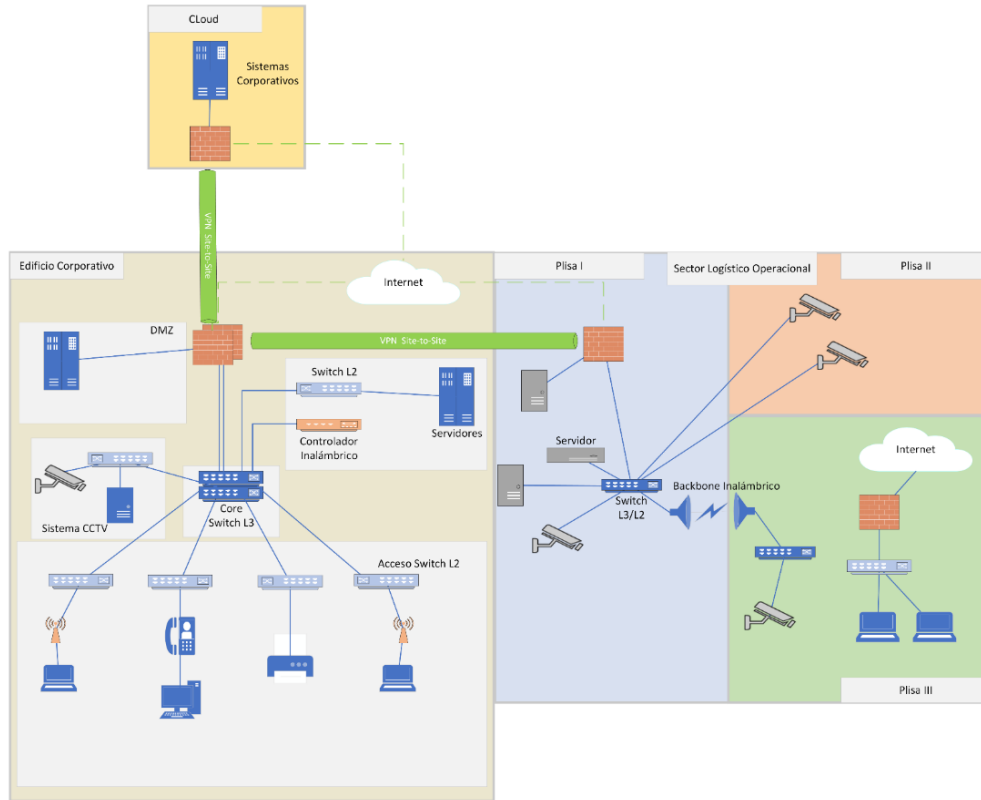 CLoud
Sistemas
Corporativos
VPN Site-to-Site
Edificio Corporativo
Internet
Plisa I
Sector Logístico Operacional
Plisa II
DMZ
VPN Site-to-Site
Switch L2
Servidores
Controlador
Inalámbrico
Servidor
Internet
Backbone Inalámbrico
Switch
L3/L2
Sistema CCTV
Core
Switch L3
Acceso Switch L2
Plisa III